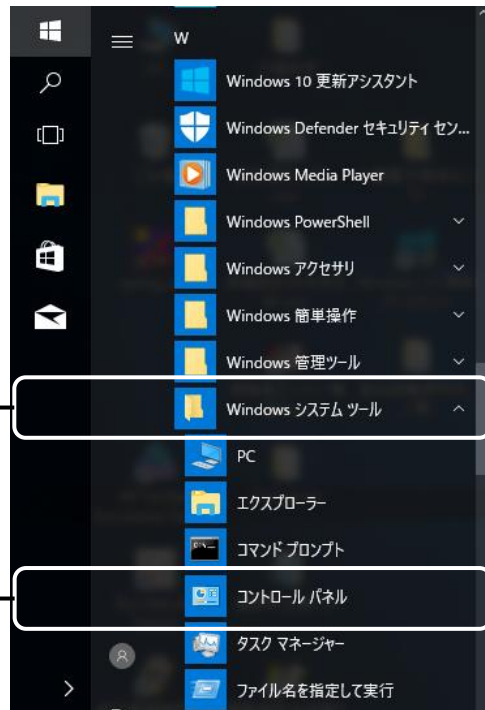 W
Windows 10 更新アシスタント
Windows Defender セキュリティ セン...
Windows Media Player
Windows PowerShell
Windows アクセサリ
Windows 簡単操作
Windows 管理ツール
Windows システム ツール
PC
エクスプローラー
コマンド プロンプト
コントロール パネル
タスク マネージャー
ファイル名を指定して実行